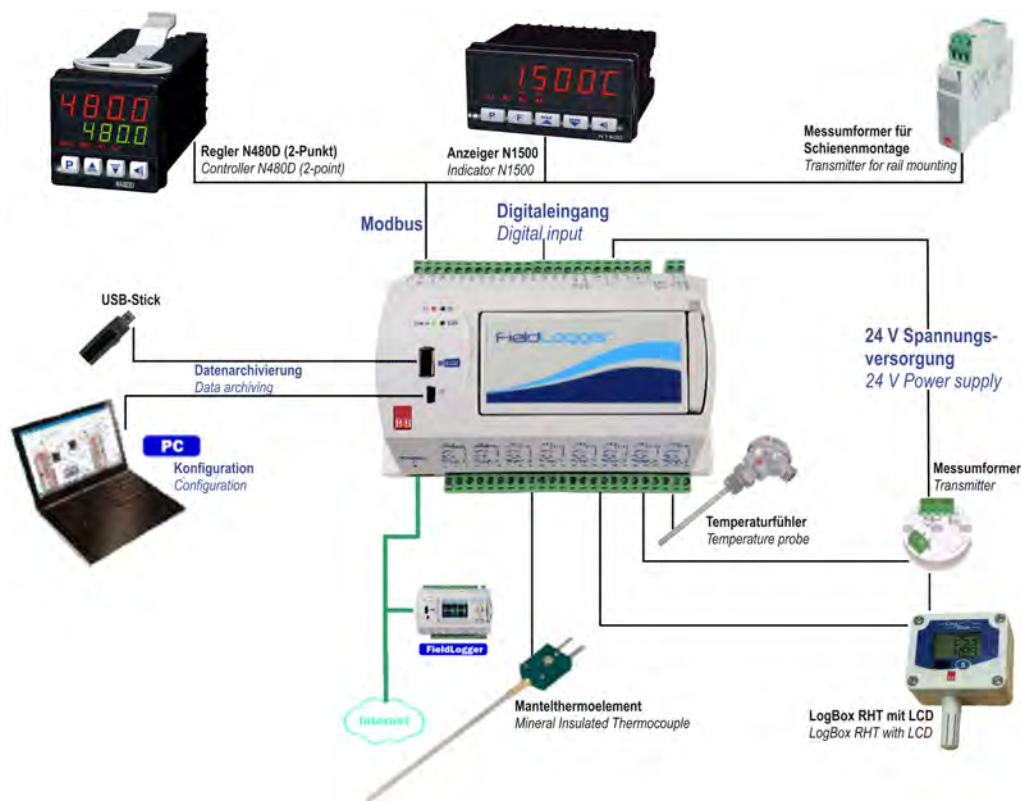 480.0
480.0
P
N480D
1500°C
P
F
N1500
Regler N480D (2-Punkt)
Controller N480D (2-point)
Anzeiger N1500
Indicator N1500
Messumformer für
Schienenmontage
Transmitter for rail mounting
Modbus
Digitaleingang
Digital input
USB-Stick
FieldLogger
24 V Spannungs-
versorgung
24 V Power supply
Datenarchivierung
Data archiving
B+B
PC
Konfiguration
Configuration
Messumformer
Transmitter
Temperaturfühler
Temperature probe
FieldLogger
Internet
Mantelthermoelement
Mineral Insulated Thermocouple
LogBox RHT mit LCD
LogBox RHT with LCD